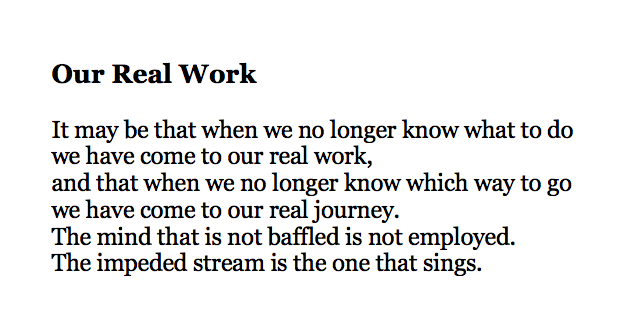 Our Real Work
It may be that when we no longer know what to do
we have come to our real work,
and that when we no longer know which way to go
we have come to our real journey.
The mind that is not baffled is not employed.
The impeded stream is the one that sings.